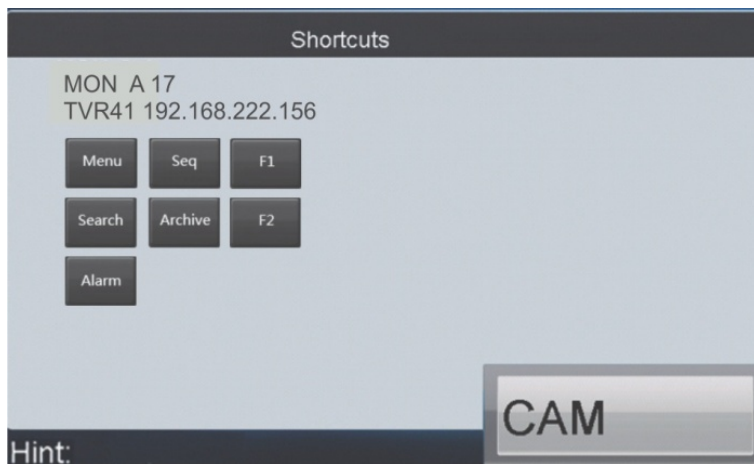 Shortcuts
MON A 17
TVR41 192.168.222.156
Menu Seq F1
Search Archive F2
Alarm
CAM
Hint: